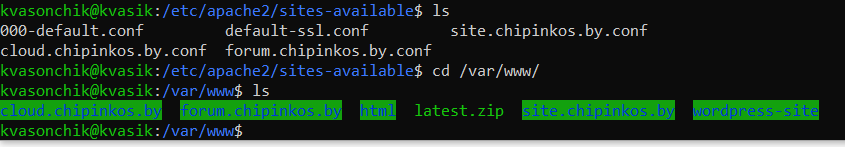 kvasonchik@kvasik:/etc/apache2/sites-available$ ls
000-default.conf default-ssl.conf site.chipinkos.by.conf
cloud.chipinkos.by.conf forum.chipinkos.by.conf
kvasonchik@kvasik:/etc/apache2/sites-available$ cd /var/www/
kvasonchik@kvasik:/var/www$ ls
cloud.chipinkos.by forum.chipinkos.by html latest.zip site.chipinkos.by wordpress-site
kvasonchik@kvasik:/var/www$